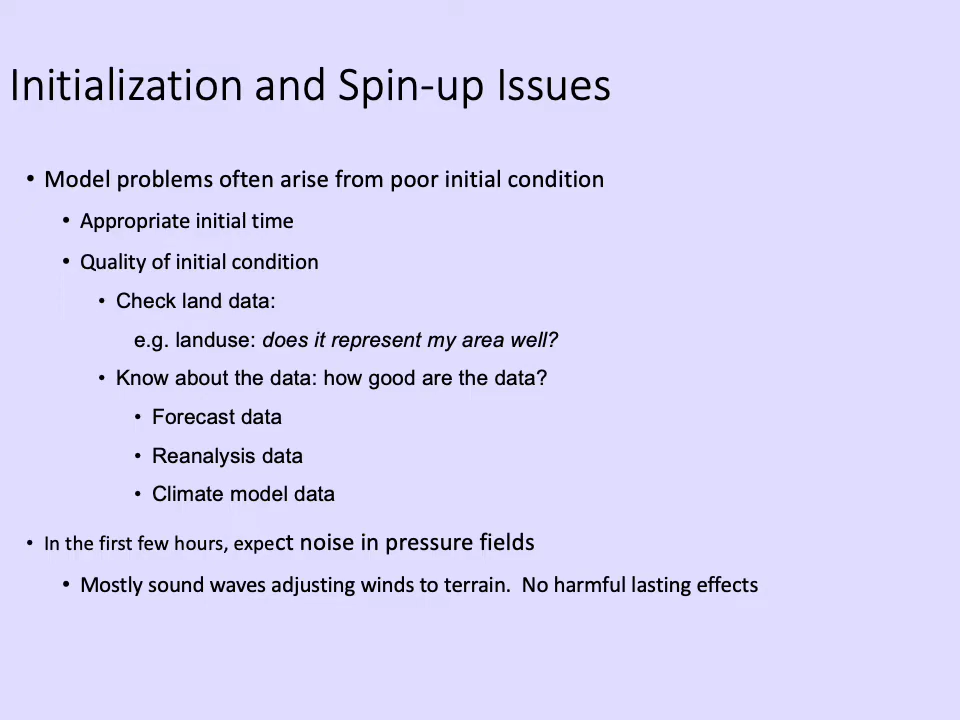 Initialization and Spin-up Issues
• Model problems often arise from poor initial condition
• Appropriate initial time
• Quality of initial condition
• Check land data:
e.g. landuse: does it represent my area well?
• Know about the data: how good are the data?
• Forecast data
• Reanalysis data
• Climate model data
• In the first few hours, expect noise in pressure fields
• Mostly sound waves adjusting winds to terrain.  No harmful lasting effects